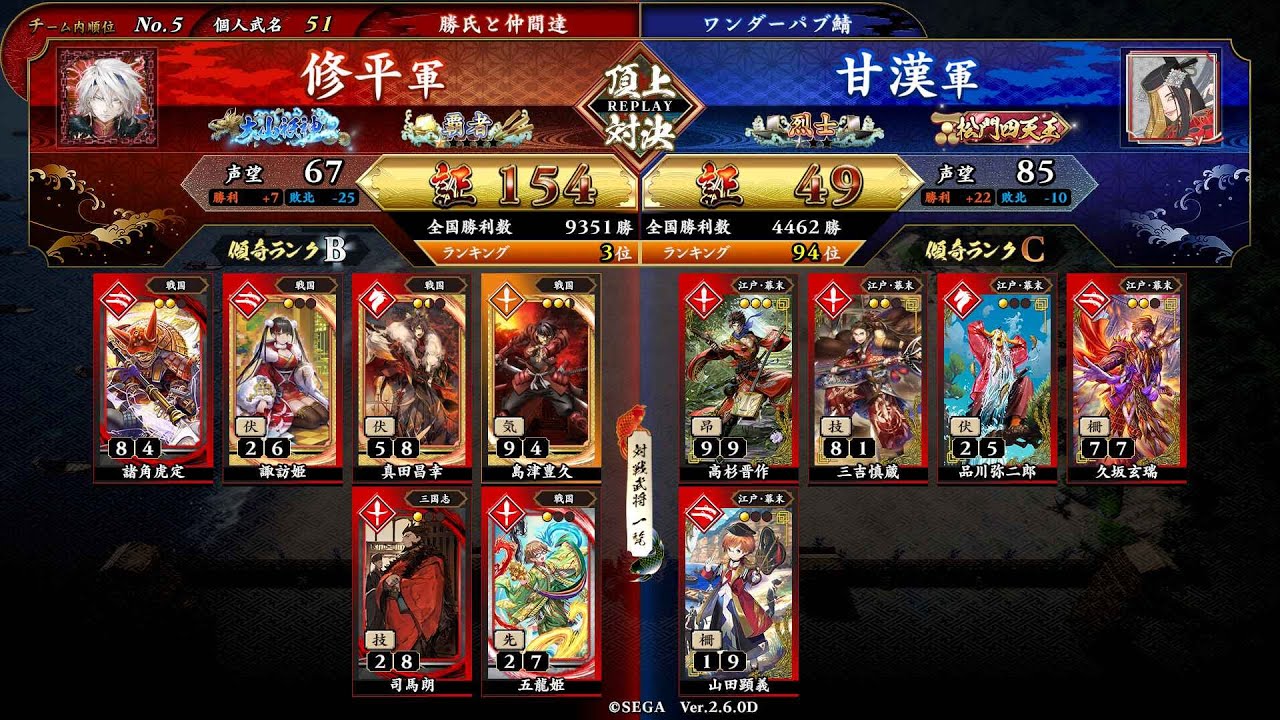 チーム内順位 No.5 個人武名 51 勝氏と仲間達
ワンダーパブ鯖
修平軍
頂上
REPLAY
対決
甘漢軍
覇者
烈士
松門四天王
声望 67
勝利 +7 敗北 -25
証 154
証 49
声望 85
勝利 +22 敗北 -10
全国勝利数 9351勝
全国勝利数 4462勝
傾奇ランクB
ランキング 3位
ランキング 94位
傾奇ランクC
戦国
戦国
戦国
戦国
江戸・幕末
江戸・幕末
江戸・幕末
江戸・幕末
伏
伏
気
昂
技
伏
柵
8 4
2 6
5 8
9 4
9 9
8 1
2 5
7 7
諸角虎定
諏訪姫
真田昌幸
島津豊久
高杉晋作
三吉慎蔵
品川弥二郎
久坂玄瑞
対戦武将一覧
三国志
戦国
江戸・幕末
技
先
柵
2 8
2 7
1 9
司馬朗
五龍姫
山田顕義
©SEGA Ver.2.6.0D